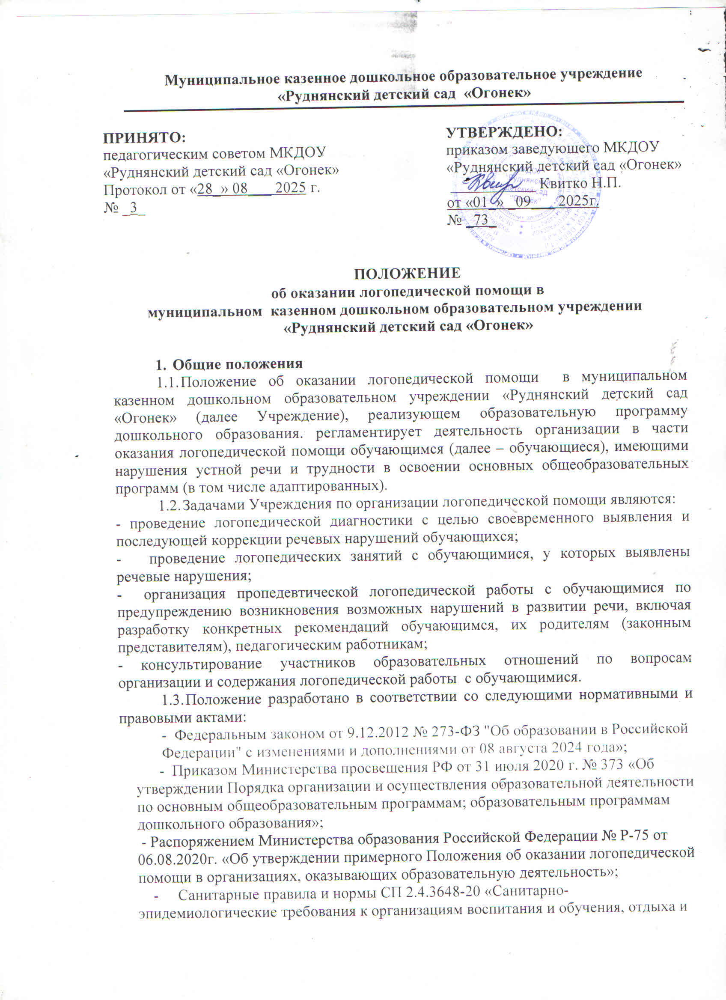 Муниципальное казенное дошкольное образовательное учреждение
«Руднянский детский сад «Огонек»
ПРИНЯТО:
педагогическим советом МКДОУ
«Руднянский детский сад «Огонек»
Протокол от «28_» 08___ 2025 г.
№ _3_
УТВЕРЖДЕНО:
приказом заведующего МКДОУ
«Руднянский детский сад «Огонек»
Квитко Н.П.
от «01_» _09___ 2025г.
№ _73_
"Руднянский
детский сад
"Огонёк"
ПОЛОЖЕНИЕ
об оказании логопедической помощи в
муниципальном казенном дошкольном образовательном учреждении
«Руднянский детский сад «Огонек»
1. Общие положения
1.1.Положение об оказании логопедической помощи в муниципальном
казенном дошкольном образовательном учреждении «Руднянский детский сад
«Огонек» (далее Учреждение), реализующем образовательную программу
дошкольного образования. регламентирует деятельность организации в части
оказания логопедической помощи обучающимся (далее – обучающиеся), имеющими
нарушения устной речи и трудности в освоении основных общеобразовательных
программ (в том числе адаптированных).
1.2.Задачами Учреждения по организации логопедической помощи являются:
- проведение логопедической диагностики с целью своевременного выявления и
последующей коррекции речевых нарушений обучающихся;
- проведение логопедических занятий с обучающимися, у которых выявлены
речевые нарушения;
- организация пропедевтической логопедической работы с обучающимися по
предупреждению возникновения возможных нарушений в развитии речи, включая
разработку конкретных рекомендаций обучающимся, их родителям (законным
представителям), педагогическим работникам;
- консультирование участников образовательных отношений по вопросам
организации и содержания логопедической работы с обучающимися.
1.3.Положение разработано в соответствии со следующими нормативными и
правовыми актами:
- Федеральным законом от 9.12.2012 № 273-ФЗ "Об образовании в Российской
Федерации" с изменениями и дополнениями от 08 августа 2024 года»;
- Приказом Министерства просвещения РФ от 31 июля 2020 г. № 373 «Об
утверждении Порядка организации и осуществления образовательной деятельности
по основным общеобразовательным программам; образовательным программам
дошкольного образования»;
- Распоряжением Министерства образования Российской Федерации № Р-75 от
06.08.2020г. «Об утверждении примерного Положения об оказании логопедической
помощи в организациях, оказывающих образовательную деятельность»;
- Санитарные правила и нормы СП 2.4.3648-20 «Санитарно-
эпидемиологические требования к организациям воспитания и обучения, отдыха и